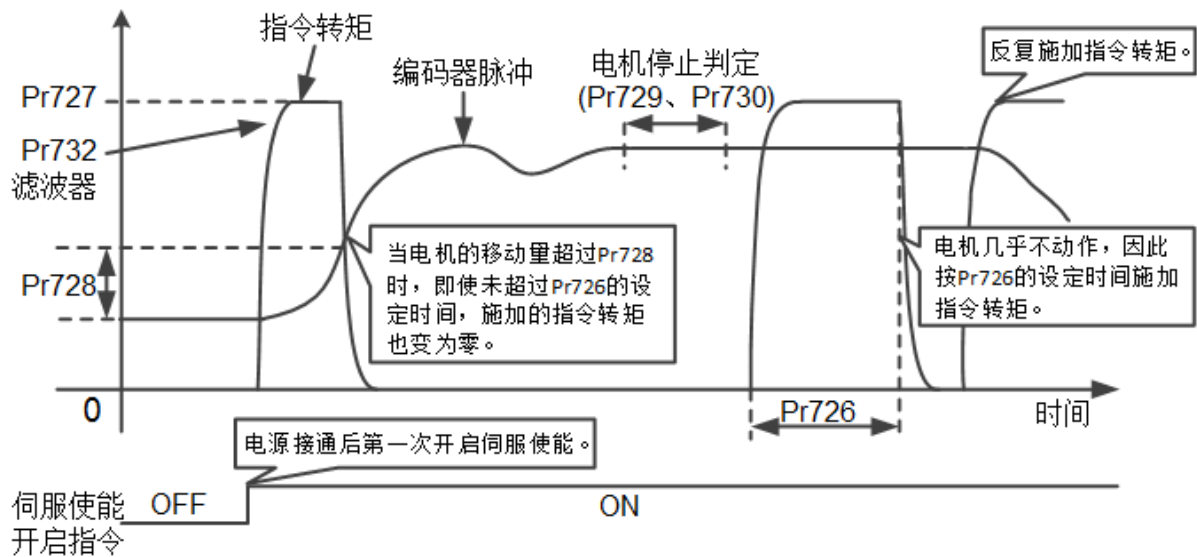 指令转矩
编码器脉冲
电机停止判定
(Pr729、Pr730)
反复施加指令转矩。
Pr727
Pr732
滤波器
Pr728
当电机的移动量超过Pr728
时，即使未超过Pr726的设
定时间，施加的指令转矩
也变为零。
电机几乎不动作，因此
按Pr726的设定时间施加
指令转矩。
0
Pr726
时间
电源接通后第一次开启伺服使能。
伺服使能
开启指令
OFF
ON